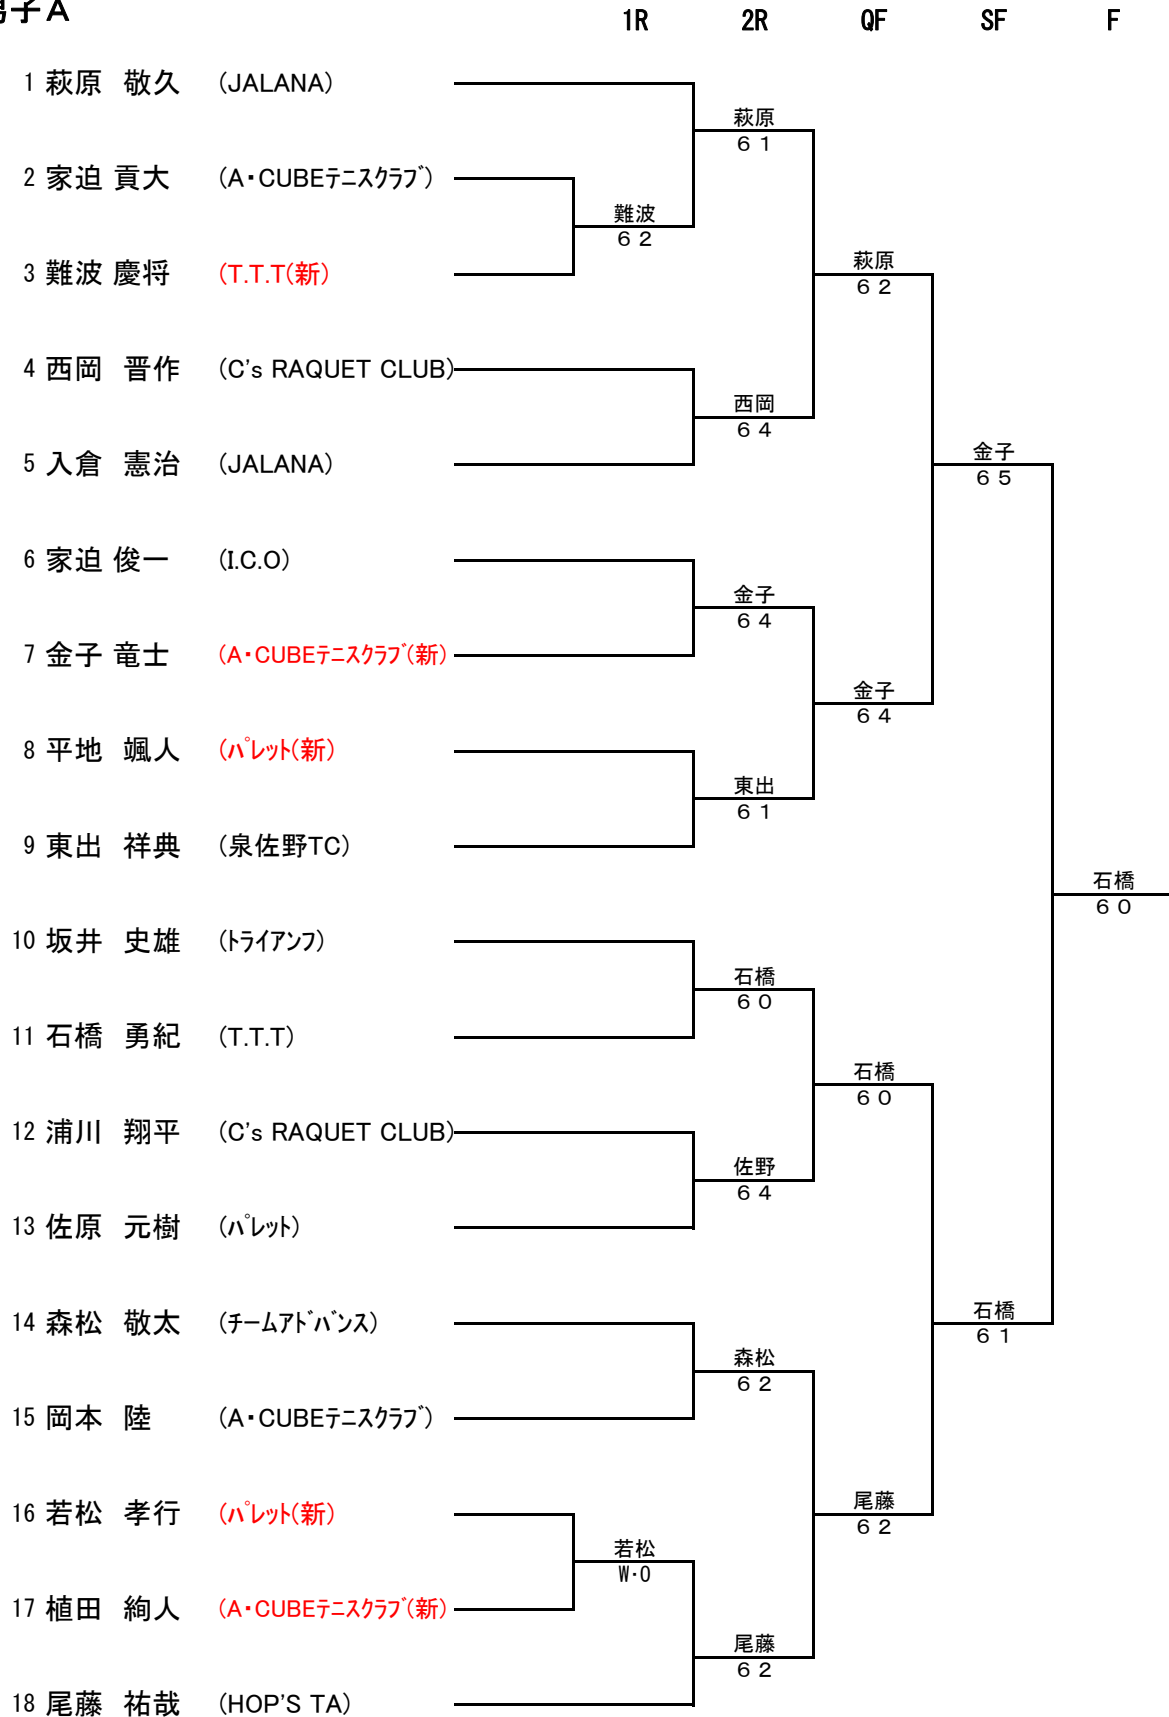 男子A
1R 2R QF SF F
1 萩原 敬久 (JALANA)
萩原
6 1
2 家迫 貢大 (A・CUBEﾃﾆｽｸﾗﾌﾞ)
難波
6 2
3 難波 慶将 (T.T.T(新)
萩原
6 2
4 西岡 晋作 (C's RAQUET CLUB)
西岡
6 4
5 入倉 憲治 (JALANA)
金子
6 5
6 家迫 俊一 (I.C.O)
金子
6 4
7 金子 竜士 (A・CUBEﾃﾆｽｸﾗﾌﾞ(新)
金子
6 4
8 平地 颯人 (ﾊﾟﾚｯﾄ(新)
東出
6 1
9 東出 祥典 (泉佐野TC)
石橋
6 0
10 坂井 史雄 (ﾄﾗｲｱﾝﾌ)
石橋
6 0
11 石橋 勇紀 (T.T.T)
石橋
6 0
12 浦川 翔平 (C's RAQUET CLUB)
佐野
6 4
13 佐原 元樹 (ﾊﾟﾚｯﾄ)
14 森松 敬太 (ﾁｰﾑｱﾄﾞﾊﾞﾝｽ)
石橋
6 1
森松
6 2
15 岡本 陸 (A・CUBEﾃﾆｽｸﾗﾌﾞ)
16 若松 孝行 (ﾊﾟﾚｯﾄ(新)
尾藤
6 2
若松
W・O
17 植田 絢人 (A・CUBEﾃﾆｽｸﾗﾌﾞ(新)
尾藤
6 2
18 尾藤 祐哉 (HOP'S TA)